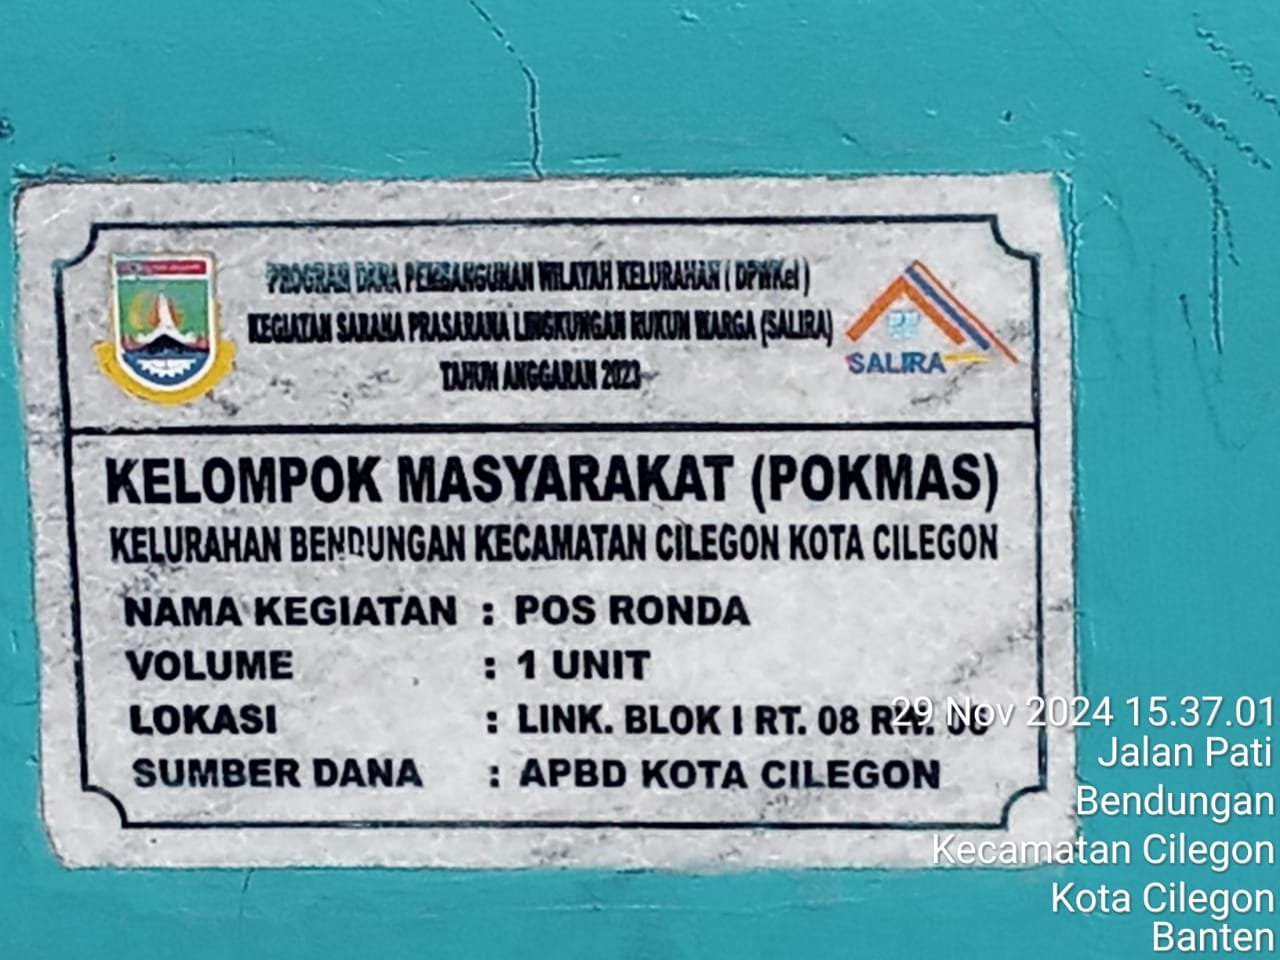 PROGRAM DANA PEMBANGUNAN WILAYAH KELURAHAN ( DPWKel )
KEGIATAN SARANA PRASARANA LINGKUNGAN RUKUN WARGA (SALIRA)
TAHUN ANGGARAN 2023
SALIRA
KELOMPOK MASYARAKAT (POKMAS)
KELURAHAN BENDUNGAN KECAMATAN CILEGON KOTA CILEGON
NAMA KEGIATAN : POS RONDA
VOLUME : 1 UNIT
LOKASI : LINK. BLOK I RT. 08 RW.
SUMBER DANA : APBD KOTA CILEGON
29 Nov 2024 15.37.01
Jalan Pati
Bendungan
Kecamatan Cilegon
Kota Cilegon
Banten